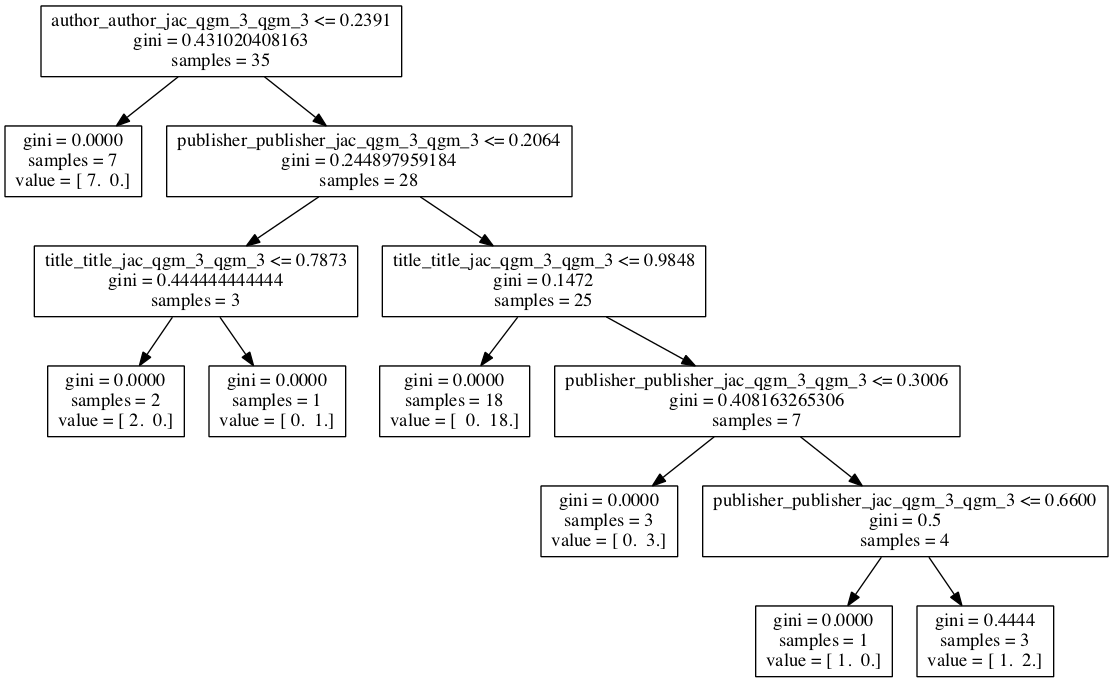 author_author_jac_qgm_3_qgm_3 <= 0.2391
gini = 0.431020408163
samples = 35
gini = 0.0000
samples = 7
value = [ 7.  0.]
publisher_publisher_jac_qgm_3_qgm_3 <= 0.2064
gini = 0.244897959184
samples = 28
title_title_jac_qgm_3_qgm_3 <= 0.7873
gini = 0.444444444444
samples = 3
title_title_jac_qgm_3_qgm_3 <= 0.9848
gini = 0.1472
samples = 25
gini = 0.0000
samples = 2
value = [ 2.  0.]
gini = 0.0000
samples = 1
value = [ 0.  1.]
gini = 0.0000
samples = 18
value = [  0.  18.]
publisher_publisher_jac_qgm_3_qgm_3 <= 0.3006
gini = 0.408163265306
samples = 7
gini = 0.0000
samples = 3
value = [ 0.  3.]
publisher_publisher_jac_qgm_3_qgm_3 <= 0.6600
gini = 0.5
samples = 4
gini = 0.0000
samples = 1
value = [ 1.  0.]
gini = 0.4444
samples = 3
value = [ 1.  2.]